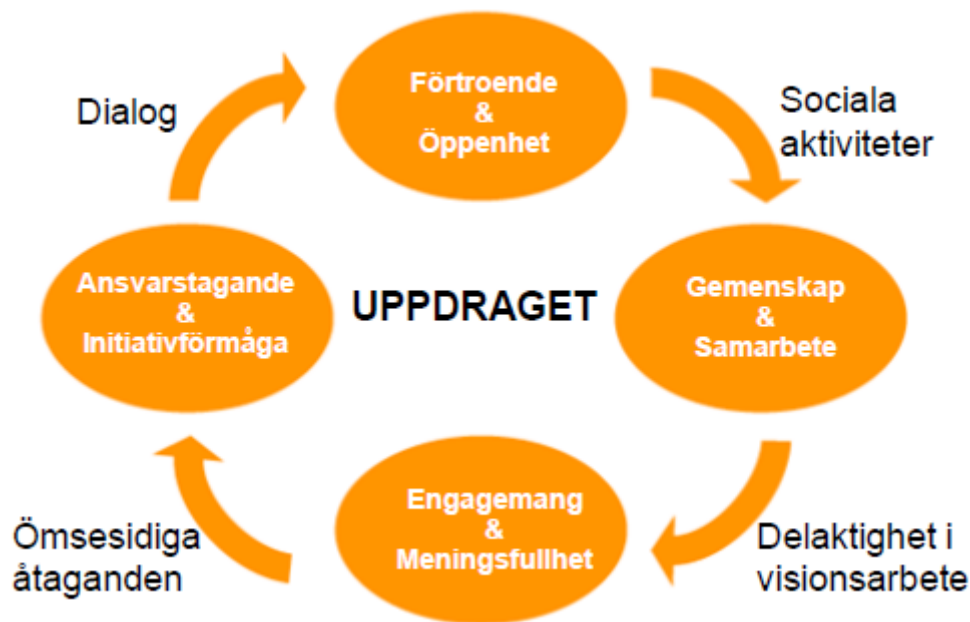 Förtroende
&
Öppenhet
Dialog
Sociala
aktiviteter
Ansvarstagande
&
Initiativförmåga
UPPDRAGET
Gemenskap
&
Samarbete
Engagemang
&
Meningsfullhet
Ömsesidiga
åtaganden
Delaktighet i
visionsarbete